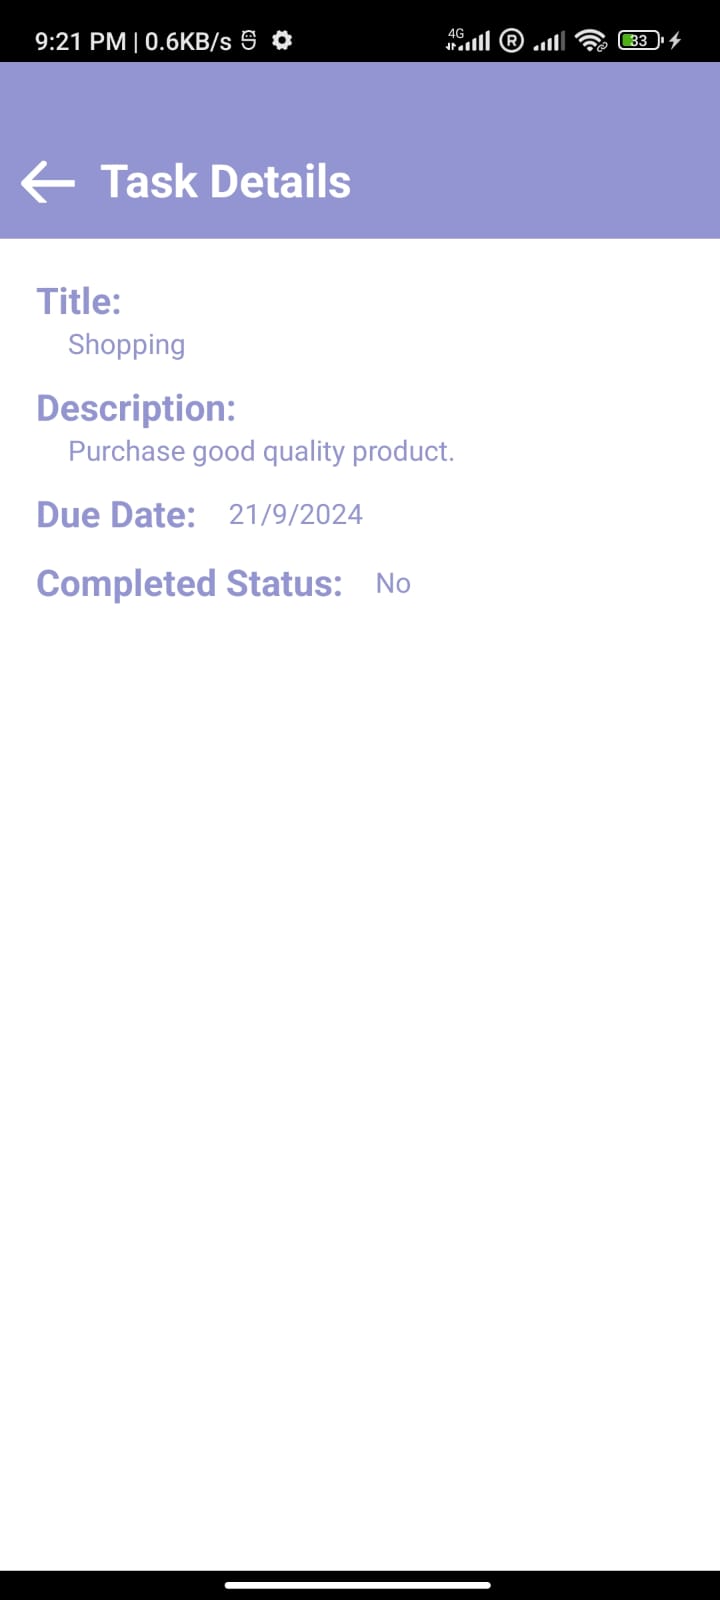 9:21 PM | 0.6KB/s 4G R 33
Task Details
Title:
Shopping
Description:
Purchase good quality product.
Due Date: 21/9/2024
Completed Status: No